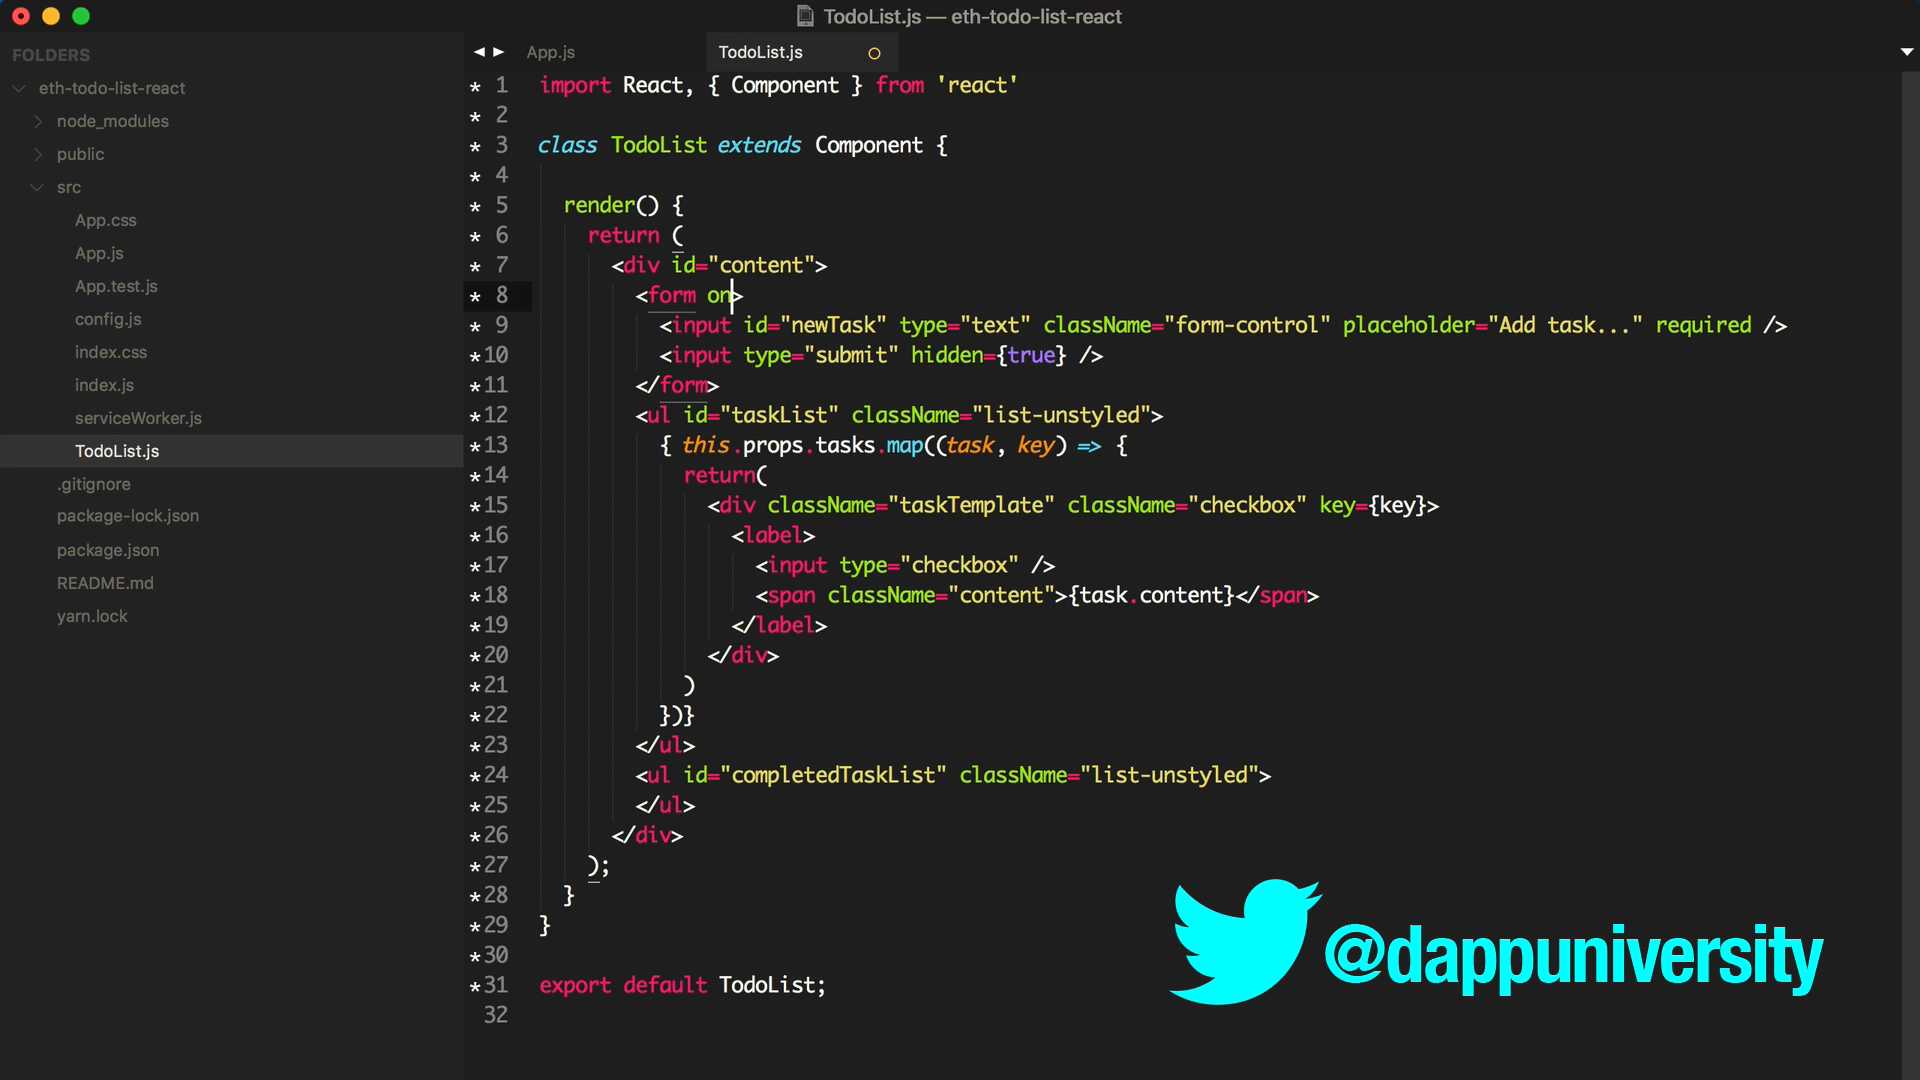 TodoList.js — eth-todo-list-react
FOLDERS
eth-todo-list-react
node_modules
public
src
App.css
App.js
App.test.js
config.js
index.css
index.js
serviceWorker.js
TodoList.js
.gitignore
package-lock.json
package.json
README.md
yarn.lock
App.js
TodoList.js
* 1 import React, { Component } from 'react'
* 2
* 3 class TodoList extends Component {
* 4
* 5   render() {
* 6     return (
* 7       <div id="content">
* 8         <form on>
* 9           <input id="newTask" type="text" className="form-control" placeholder="Add task..." required />
*10           <input type="submit" hidden={true} />
*11         </form>
*12         <ul id="taskList" className="list-unstyled">
*13           { this.props.tasks.map((task, key) => {
*14             return(
*15               <div className="taskTemplate" className="checkbox" key={key}>
*16                 <label>
*17                   <input type="checkbox" />
*18                   <span className="content">{task.content}</span>
*19                 </label>
*20               </div>
*21             )
*22           })}
*23         </ul>
*24         <ul id="completedTaskList" className="list-unstyled">
*25         </ul>
*26       </div>
*27     );
*28   }
*29 }
*30
*31 export default TodoList;
32
@dappuniversity